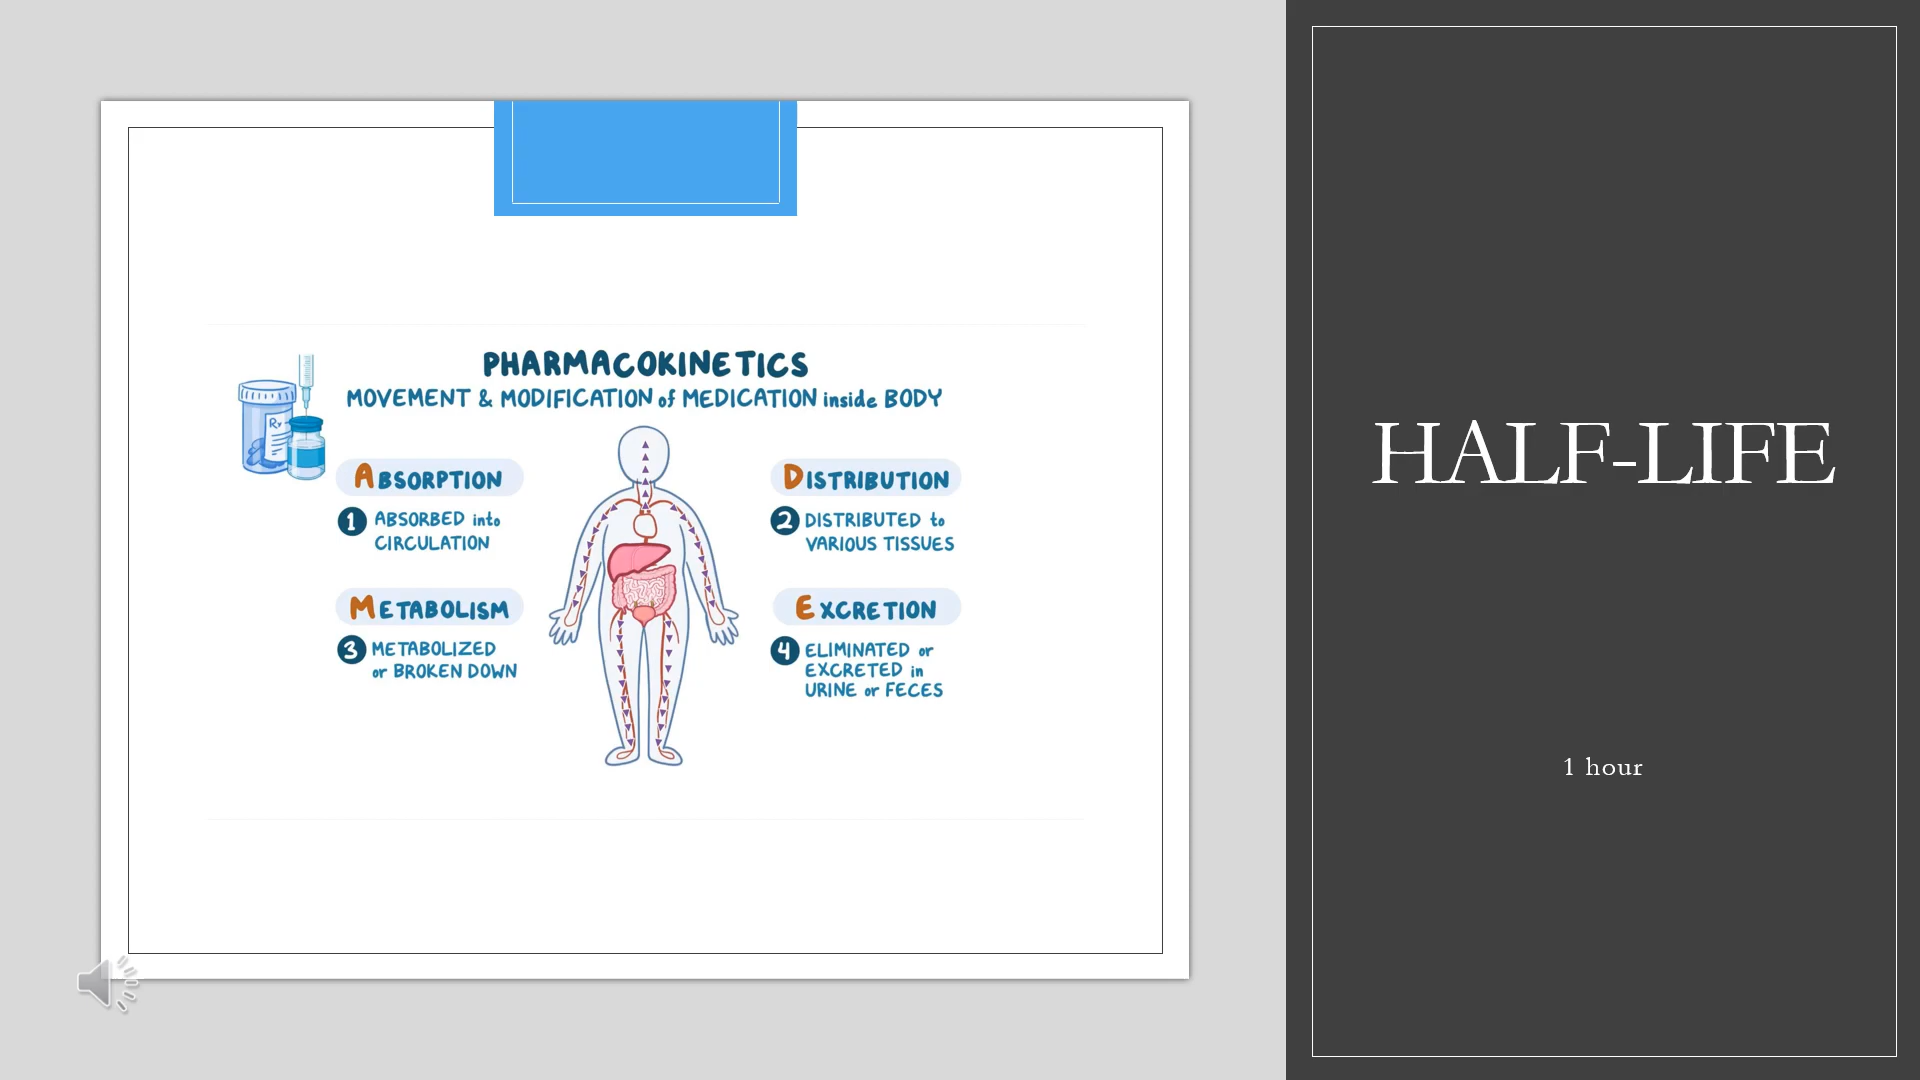 PHARMACOKINETICS
MOVEMENT & MODIFICATION of MEDICATION inside BODY
Rx
ABSORPTION
1 ABSORBED into
CIRCULATION
DISTRIBUTION
2 DISTRIBUTED to
VARIOUS TISSUES
METABOLISM
3 METABOLIZED
or BROKEN DOWN
EXCRETION
4 ELIMINATED or
EXCRETED in
URINE or FECES
HALF-LIFE
1 hour